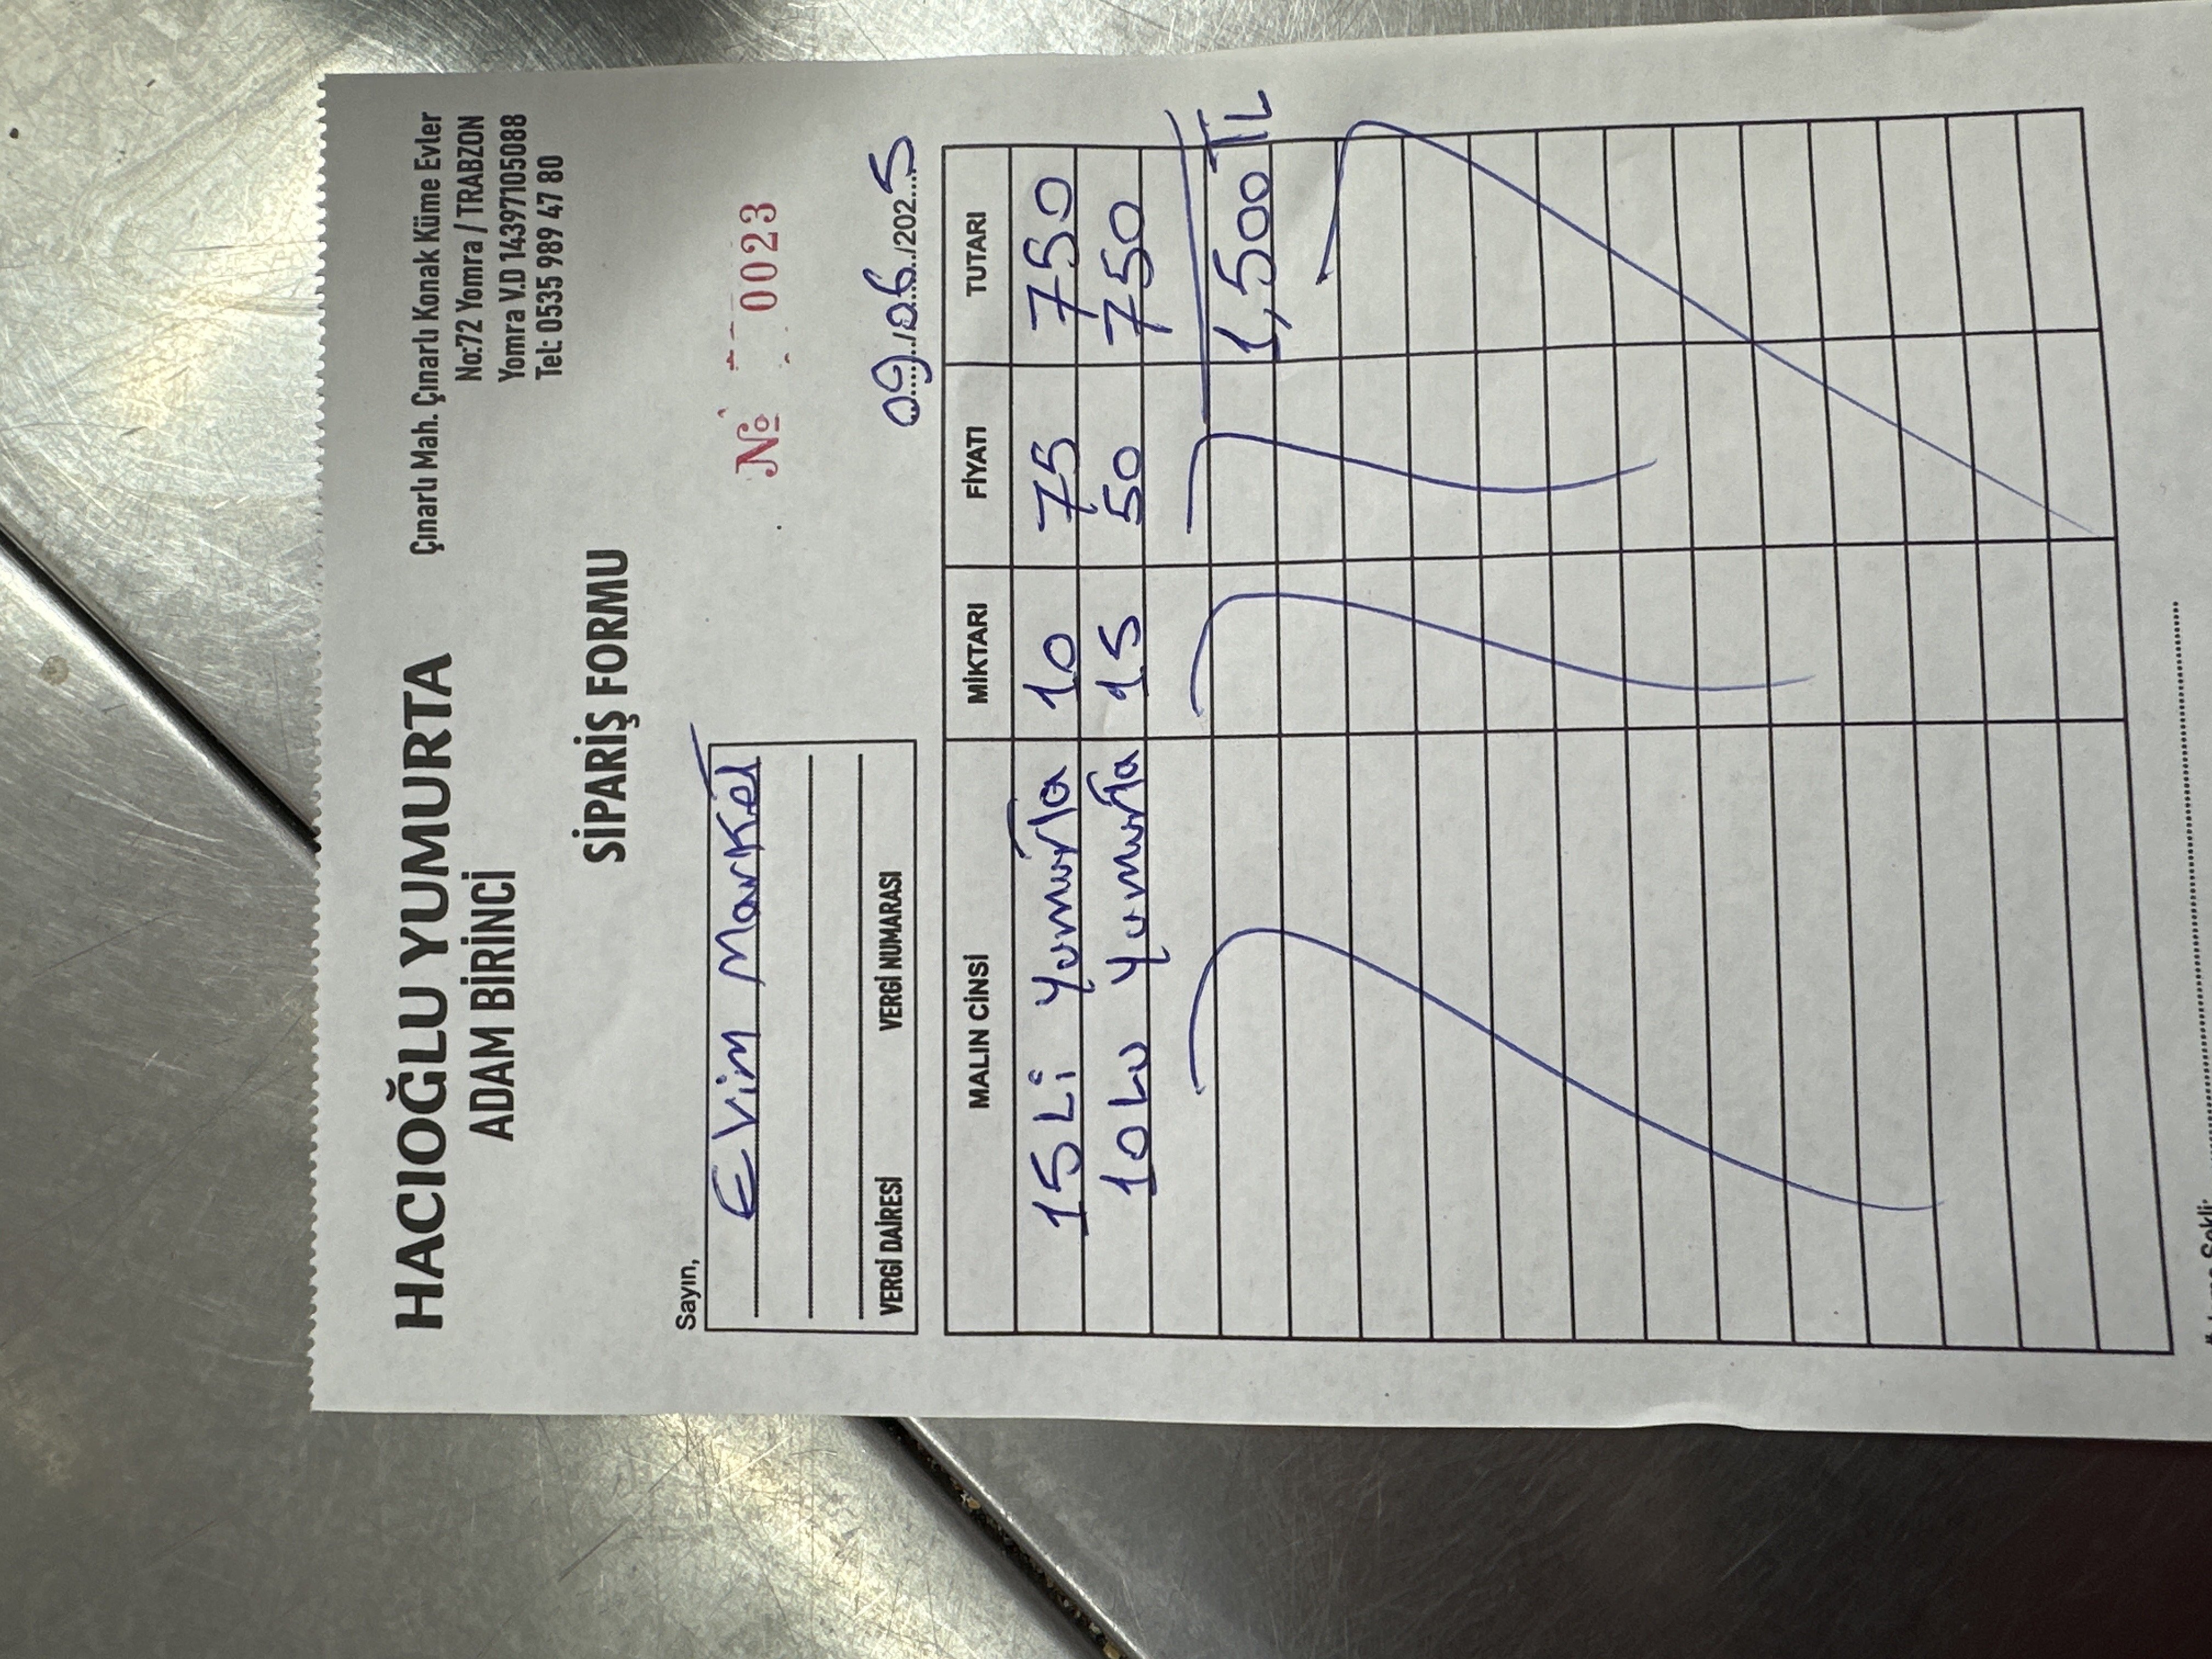 HACIOĞLU YUMURTA
ADAM BİRİNCİ
Çınarlı Mah. Çınarlı Konak Küme Evler
No:72 Yomra / TRABZON
Yomra V.D 14397105088
Tel: 0535 989 47 80
SİPARİŞ FORMU
Sayın,
Evim Market
VERGİ DAİRESİ VERGİ NUMARASI
№ 0023
09/06/2025
MALIN CİNSİ MİKTARI FİYATI TUTARI
15Li Yumurta 10 75 750
10Lu Yumurta 15 50 750
1,500 TL